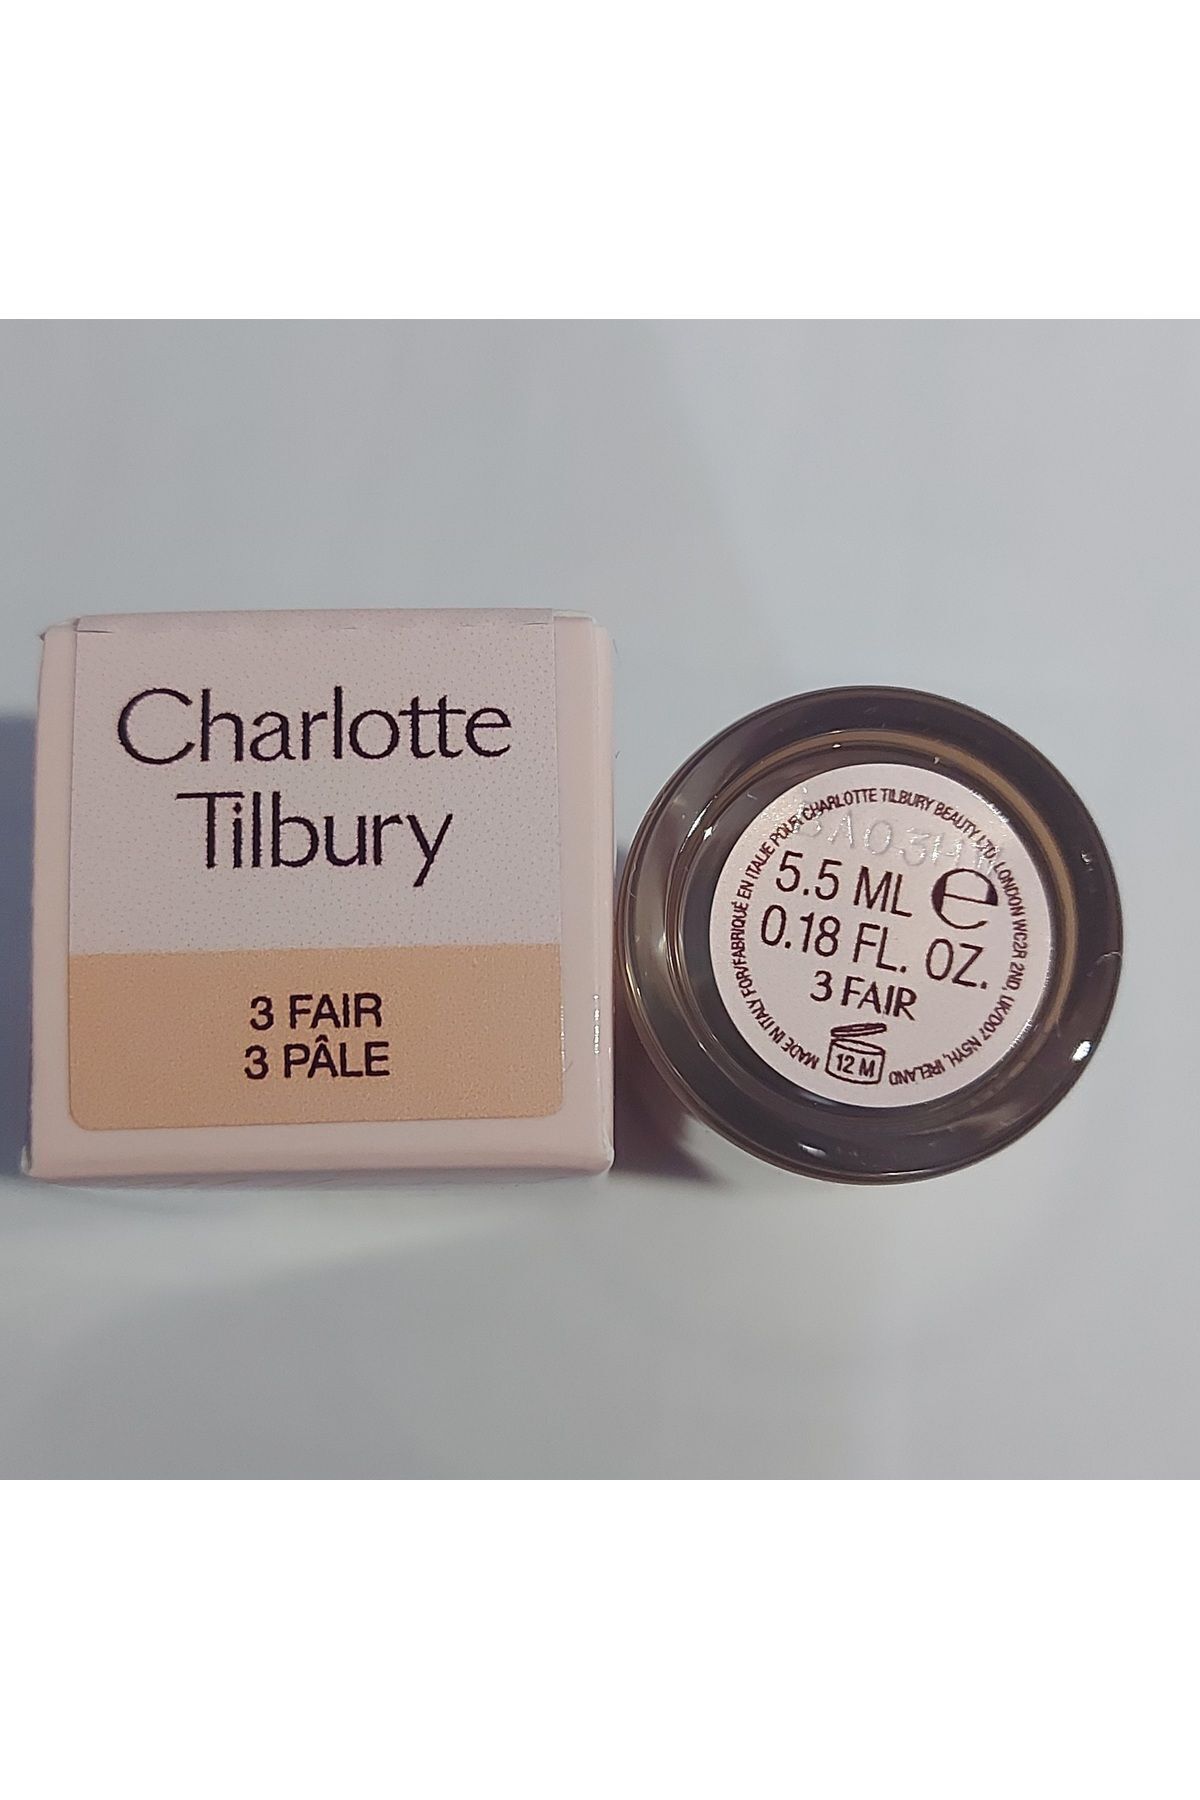 Charlotte
Tilbury
3 FAIR
3 PÂLE
MADE IN ITALY FOR/FABRIQUÉ EN ITALIE POUR CHARLOTTE TILBURY BEAUTY LTD, LONDON WC2R 2ND, UK/D07 N5YH, IRELAND
5.5 ML e
0.18 FL. OZ.
3 FAIR
12 M